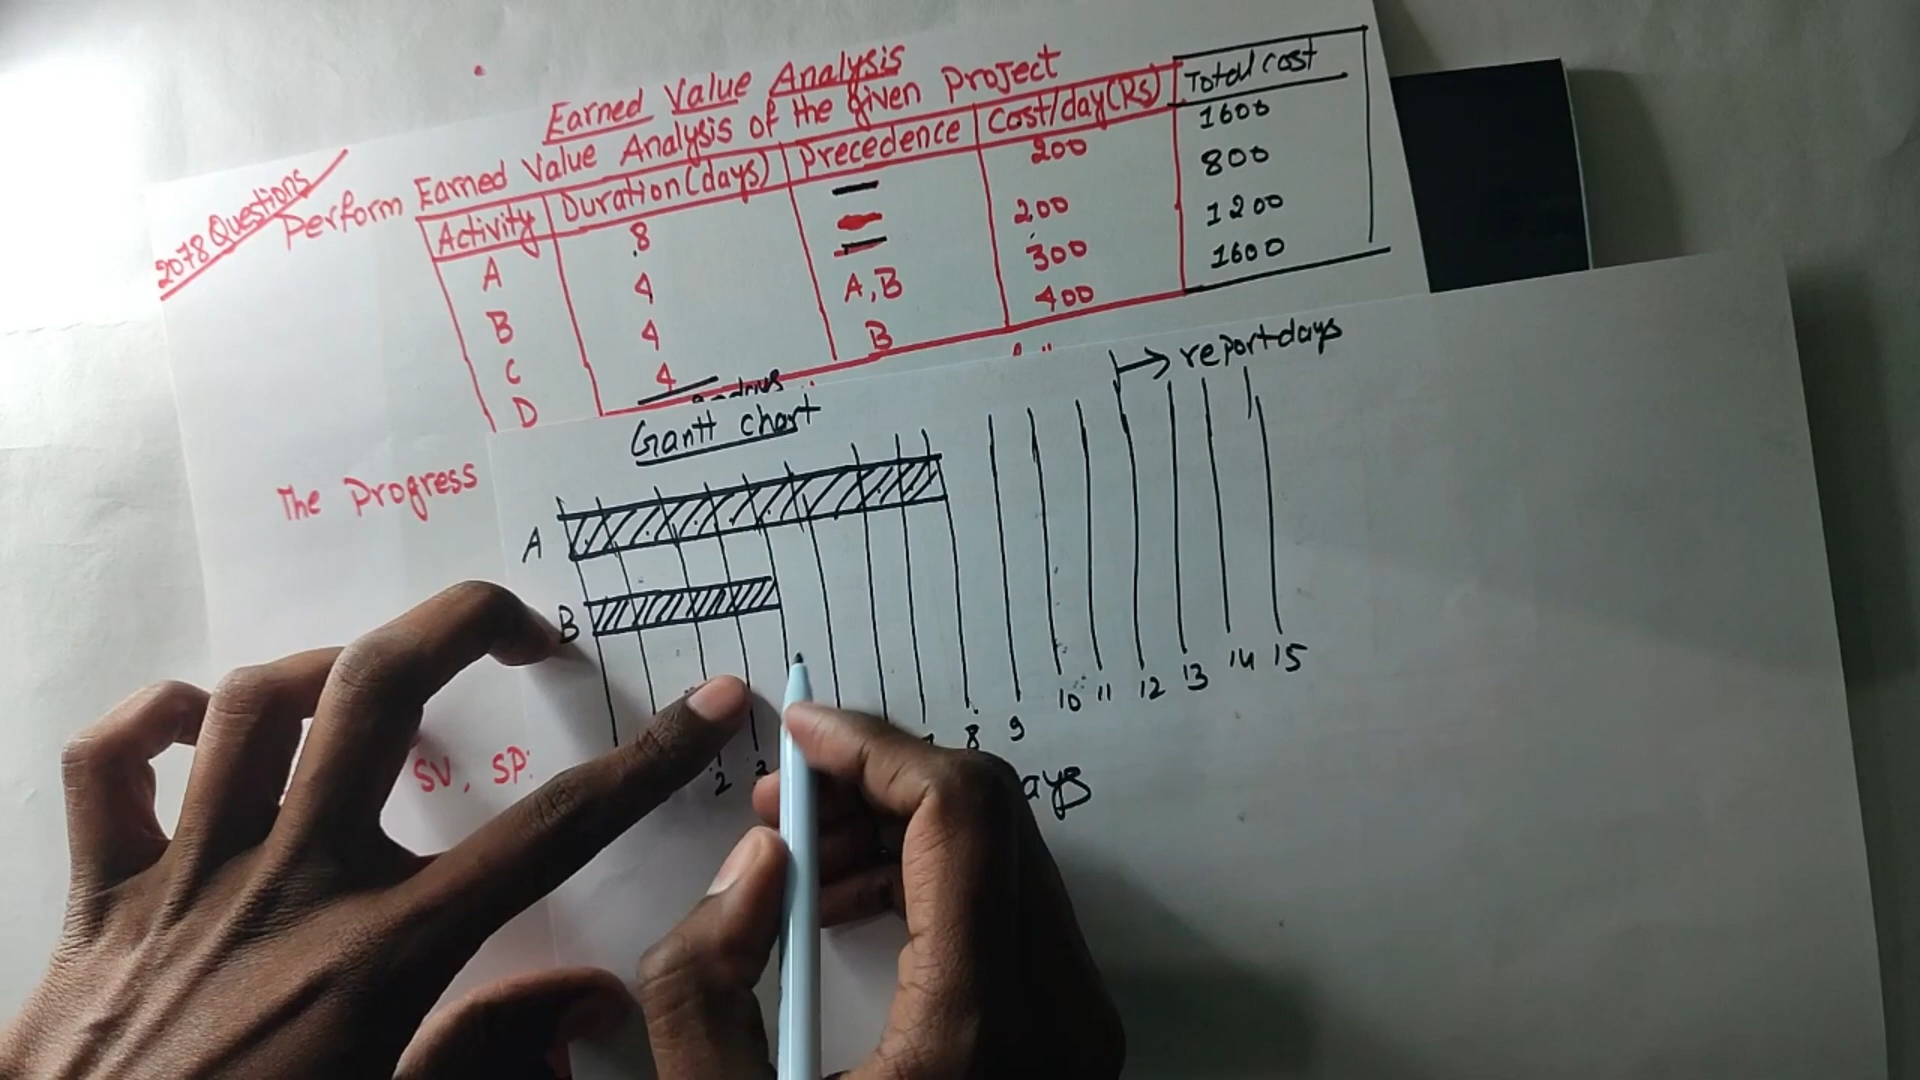 Earned Value Analysis
2078 Questions
Perform Earned Value Analysis of the given project
Activity Duration(days) Precedence Cost/day(Rs) Total cost
A 8 — 200 1600
B 4 — 200 800
C 4 A,B 300 1200
D 4 B 400 1600
The Progress
Gantt chart
report days
A
B
SV, SP:
2 8 9 10 11 12 13 14 15
ays